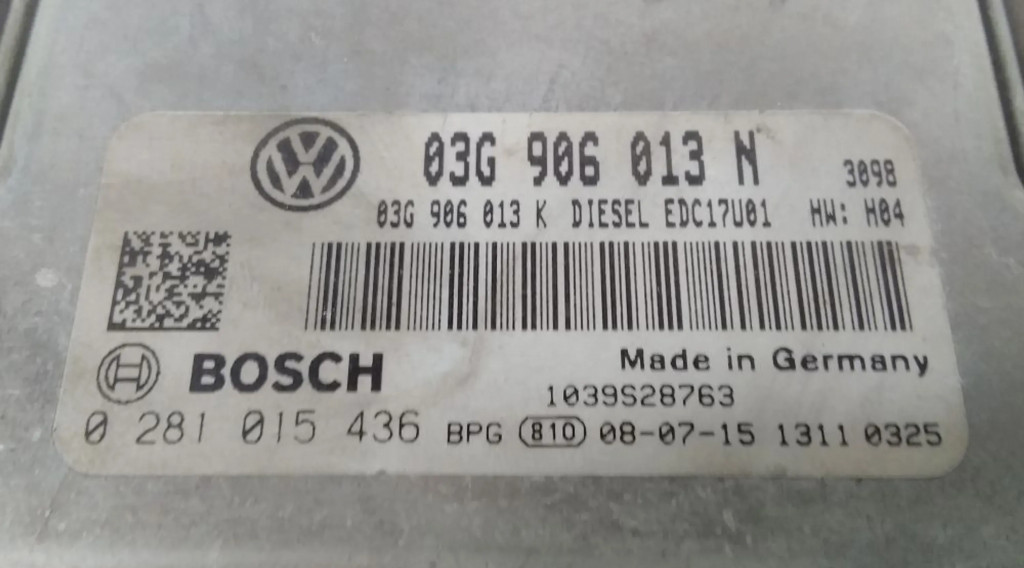 03G 906 013 N 3098
03G 906 013 K DIESEL EDC17U01 HW: H04
BOSCH Made in Germany
1039S28763
0 281 015 436 BPG 810 08-07-15 1311 0325